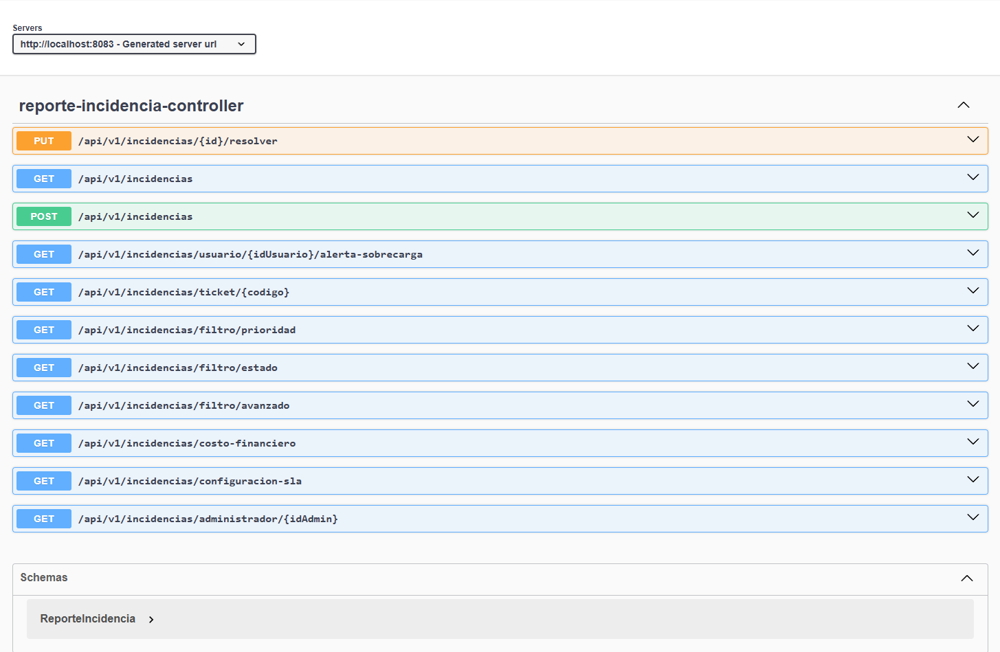 Servers
http://localhost:8083 - Generated server url
reporte-incidencia-controller
PUT /api/v1/incidencias/{id}/resolver
GET /api/v1/incidencias
POST /api/v1/incidencias
GET /api/v1/incidencias/usuario/{idUsuario}/alerta-sobrecarga
GET /api/v1/incidencias/ticket/{codigo}
GET /api/v1/incidencias/filtro/prioridad
GET /api/v1/incidencias/filtro/estado
GET /api/v1/incidencias/filtro/avanzado
GET /api/v1/incidencias/costo-financiero
GET /api/v1/incidencias/configuracion-sla
GET /api/v1/incidencias/administrador/{idAdmin}
Schemas
ReporteIncidencia